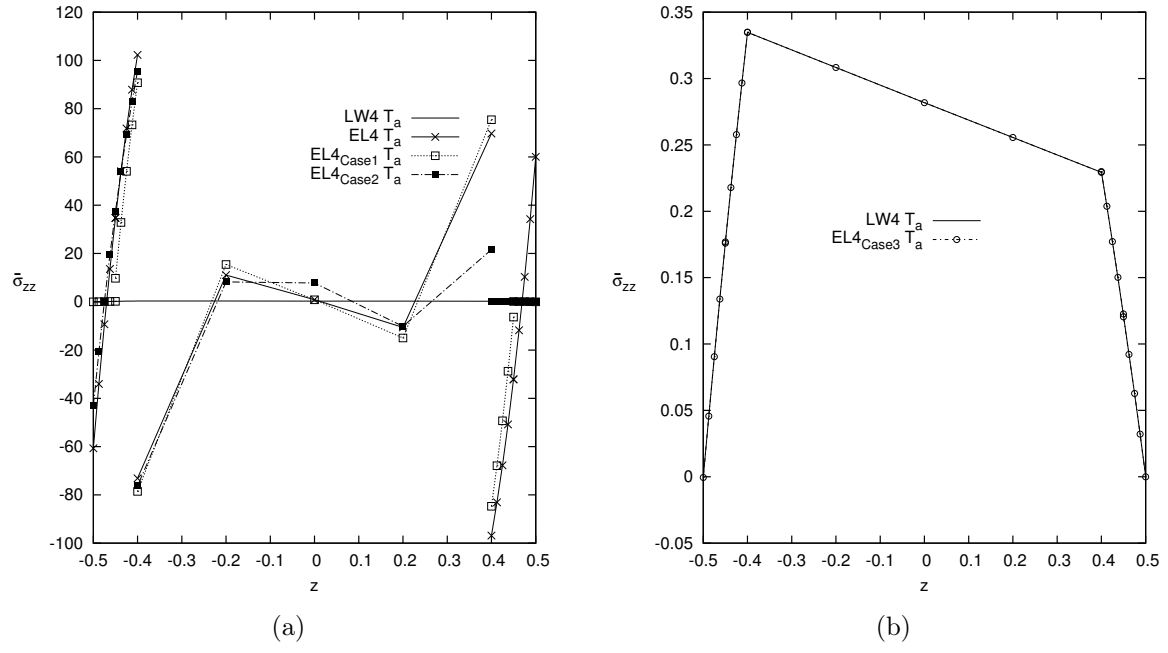 120
100
80
60
40
20
0
-20
-40
-60
-80
-100
σ̄zz
-0.5 -0.4 -0.3 -0.2 -0.1 0 0.1 0.2 0.3 0.4 0.5
z
LW4 Ta
EL4 Ta
EL4Case1 Ta
EL4Case2 Ta
(a)
0.35
0.3
0.25
0.2
0.15
0.1
0.05
0
-0.05
σ̄zz
-0.5 -0.4 -0.3 -0.2 -0.1 0 0.1 0.2 0.3 0.4 0.5
z
LW4 Ta
EL4Case3 Ta
(b)